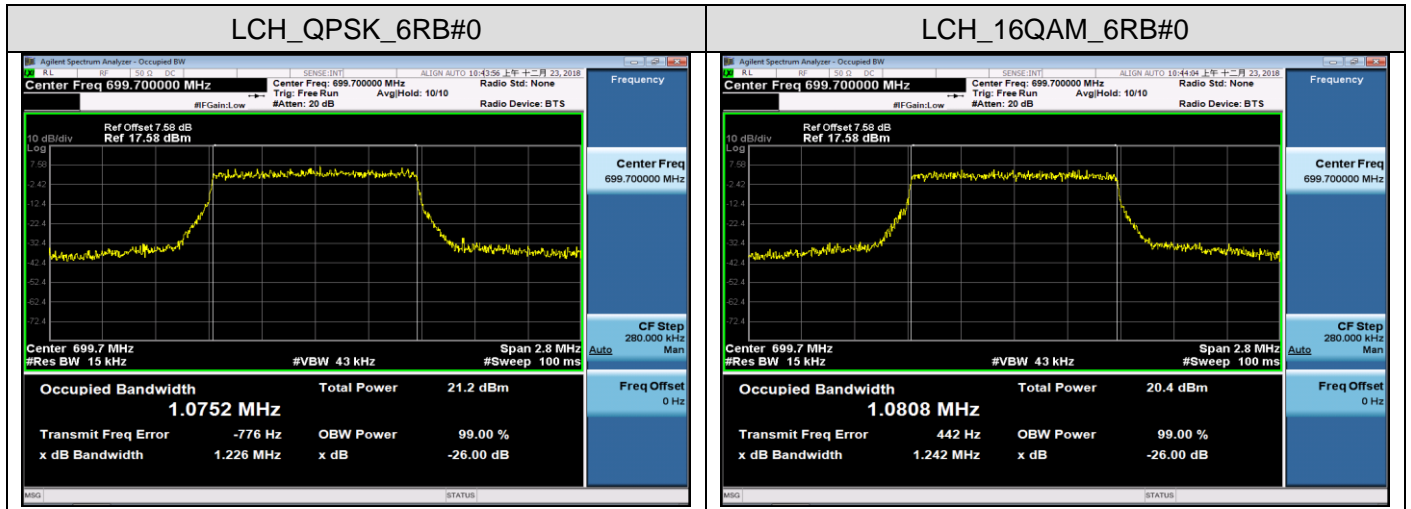 LCH_QPSK_6RB#0
Agilent Spectrum Analyzer - Occupied BW
RL RF 50 Ω DC SENSE:INT ALIGN AUTO 10:43:56 上午 十二月 23, 2018
Center Freq 699.700000 MHz
Center Freq: 699.700000 MHz Radio Std: None
Trig: Free Run Avg|Hold: 10/10
#IFGain:Low #Atten: 20 dB Radio Device: BTS
Ref Offset 7.58 dB
10 dB/div Ref 17.58 dBm
Log
7.58
-2.42
-12.4
-22.4
-32.4
-42.4
-52.4
-62.4
-72.4
Center 699.7 MHz Span 2.8 MHz
#Res BW 15 kHz #VBW 43 kHz #Sweep 100 ms
Occupied Bandwidth Total Power 21.2 dBm
1.0752 MHz
Transmit Freq Error -776 Hz OBW Power 99.00 %
x dB Bandwidth 1.226 MHz x dB -26.00 dB
MSG STATUS
Frequency
Center Freq
699.700000 MHz
CF Step
280.000 kHz
Auto Man
Freq Offset
0 Hz
LCH_16QAM_6RB#0
Agilent Spectrum Analyzer - Occupied BW
RL RF 50 Ω DC SENSE:INT ALIGN AUTO 10:44:04 上午 十二月 23, 2018
Center Freq 699.700000 MHz
Center Freq: 699.700000 MHz Radio Std: None
Trig: Free Run Avg|Hold: 10/10
#IFGain:Low #Atten: 20 dB Radio Device: BTS
Ref Offset 7.58 dB
10 dB/div Ref 17.58 dBm
Log
7.58
-2.42
-12.4
-22.4
-32.4
-42.4
-52.4
-62.4
-72.4
Center 699.7 MHz Span 2.8 MHz
#Res BW 15 kHz #VBW 43 kHz #Sweep 100 ms
Occupied Bandwidth Total Power 20.4 dBm
1.0808 MHz
Transmit Freq Error 442 Hz OBW Power 99.00 %
x dB Bandwidth 1.242 MHz x dB -26.00 dB
MSG STATUS
Frequency
Center Freq
699.700000 MHz
CF Step
280.000 kHz
Auto Man
Freq Offset
0 Hz